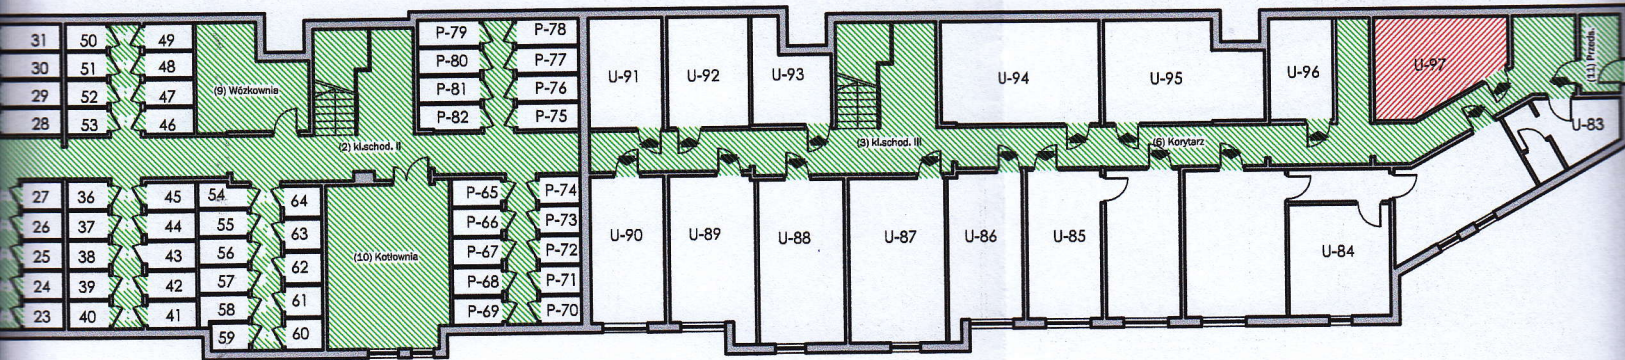 31 50 49
30 51 48
29 52 47
28 53 46
(9) Wózkownia
(2) kl.schod. II
P-79 P-78
P-80 P-77
P-81 P-76
P-82 P-75
U-91
U-92
U-93
(3) kl.schod. III
U-94
U-95
(6) Korytarz
U-96
U-97
(11) Przeds.
U-83
27 36 45 54 64
26 37 44 55 63
25 38 43 56 62
24 39 42 57 61
23 40 41 58 60
59
(10) Kotłownia
P-65 P-74
P-66 P-73
P-67 P-72
P-68 P-71
P-69 P-70
U-90
U-89
U-88
U-87
U-86
U-85
U-84